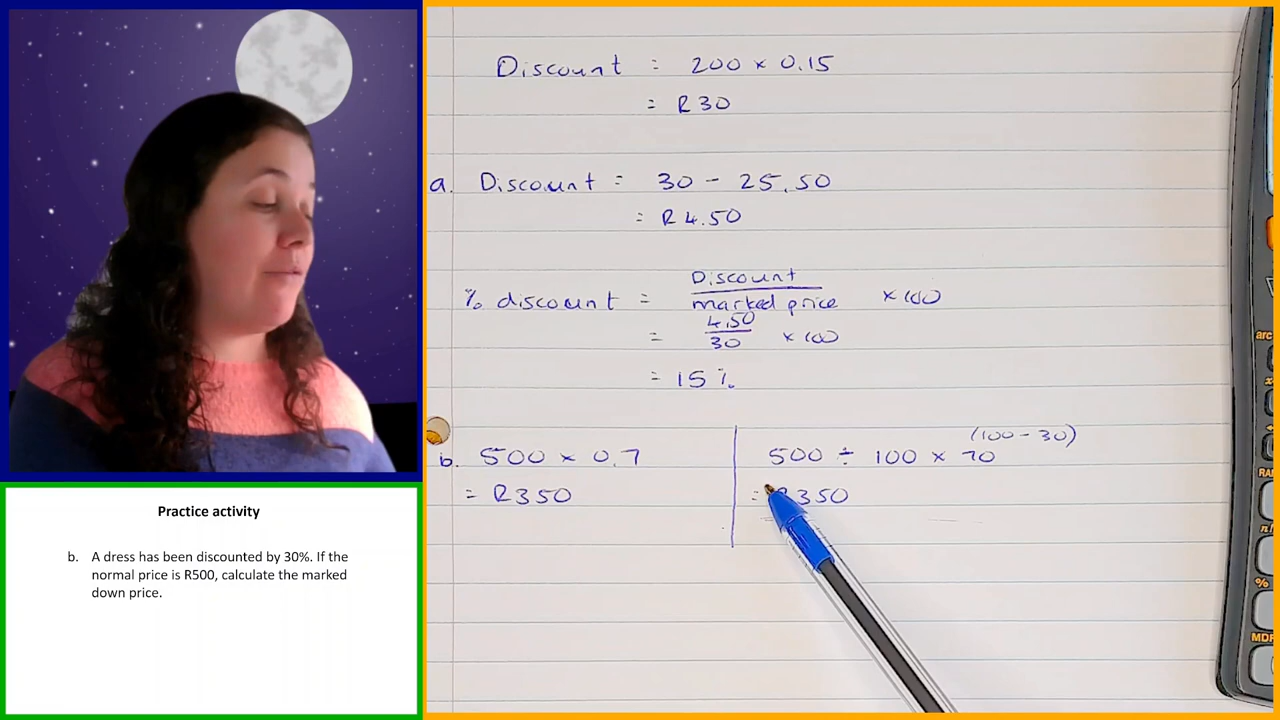 Discount = 200 × 0.15
= R30
a. Discount = 30 - 25.50
= R4.50
% discount = Discount / marked price × 100
= 4.50 / 30 × 100
= 15 %
(100 - 30)
b. 500 × 0.7 | 500 ÷ 100 × 70
= R350 | = R350
Practice activity
b. A dress has been discounted by 30%. If the
normal price is R500, calculate the marked
down price.
arc
%